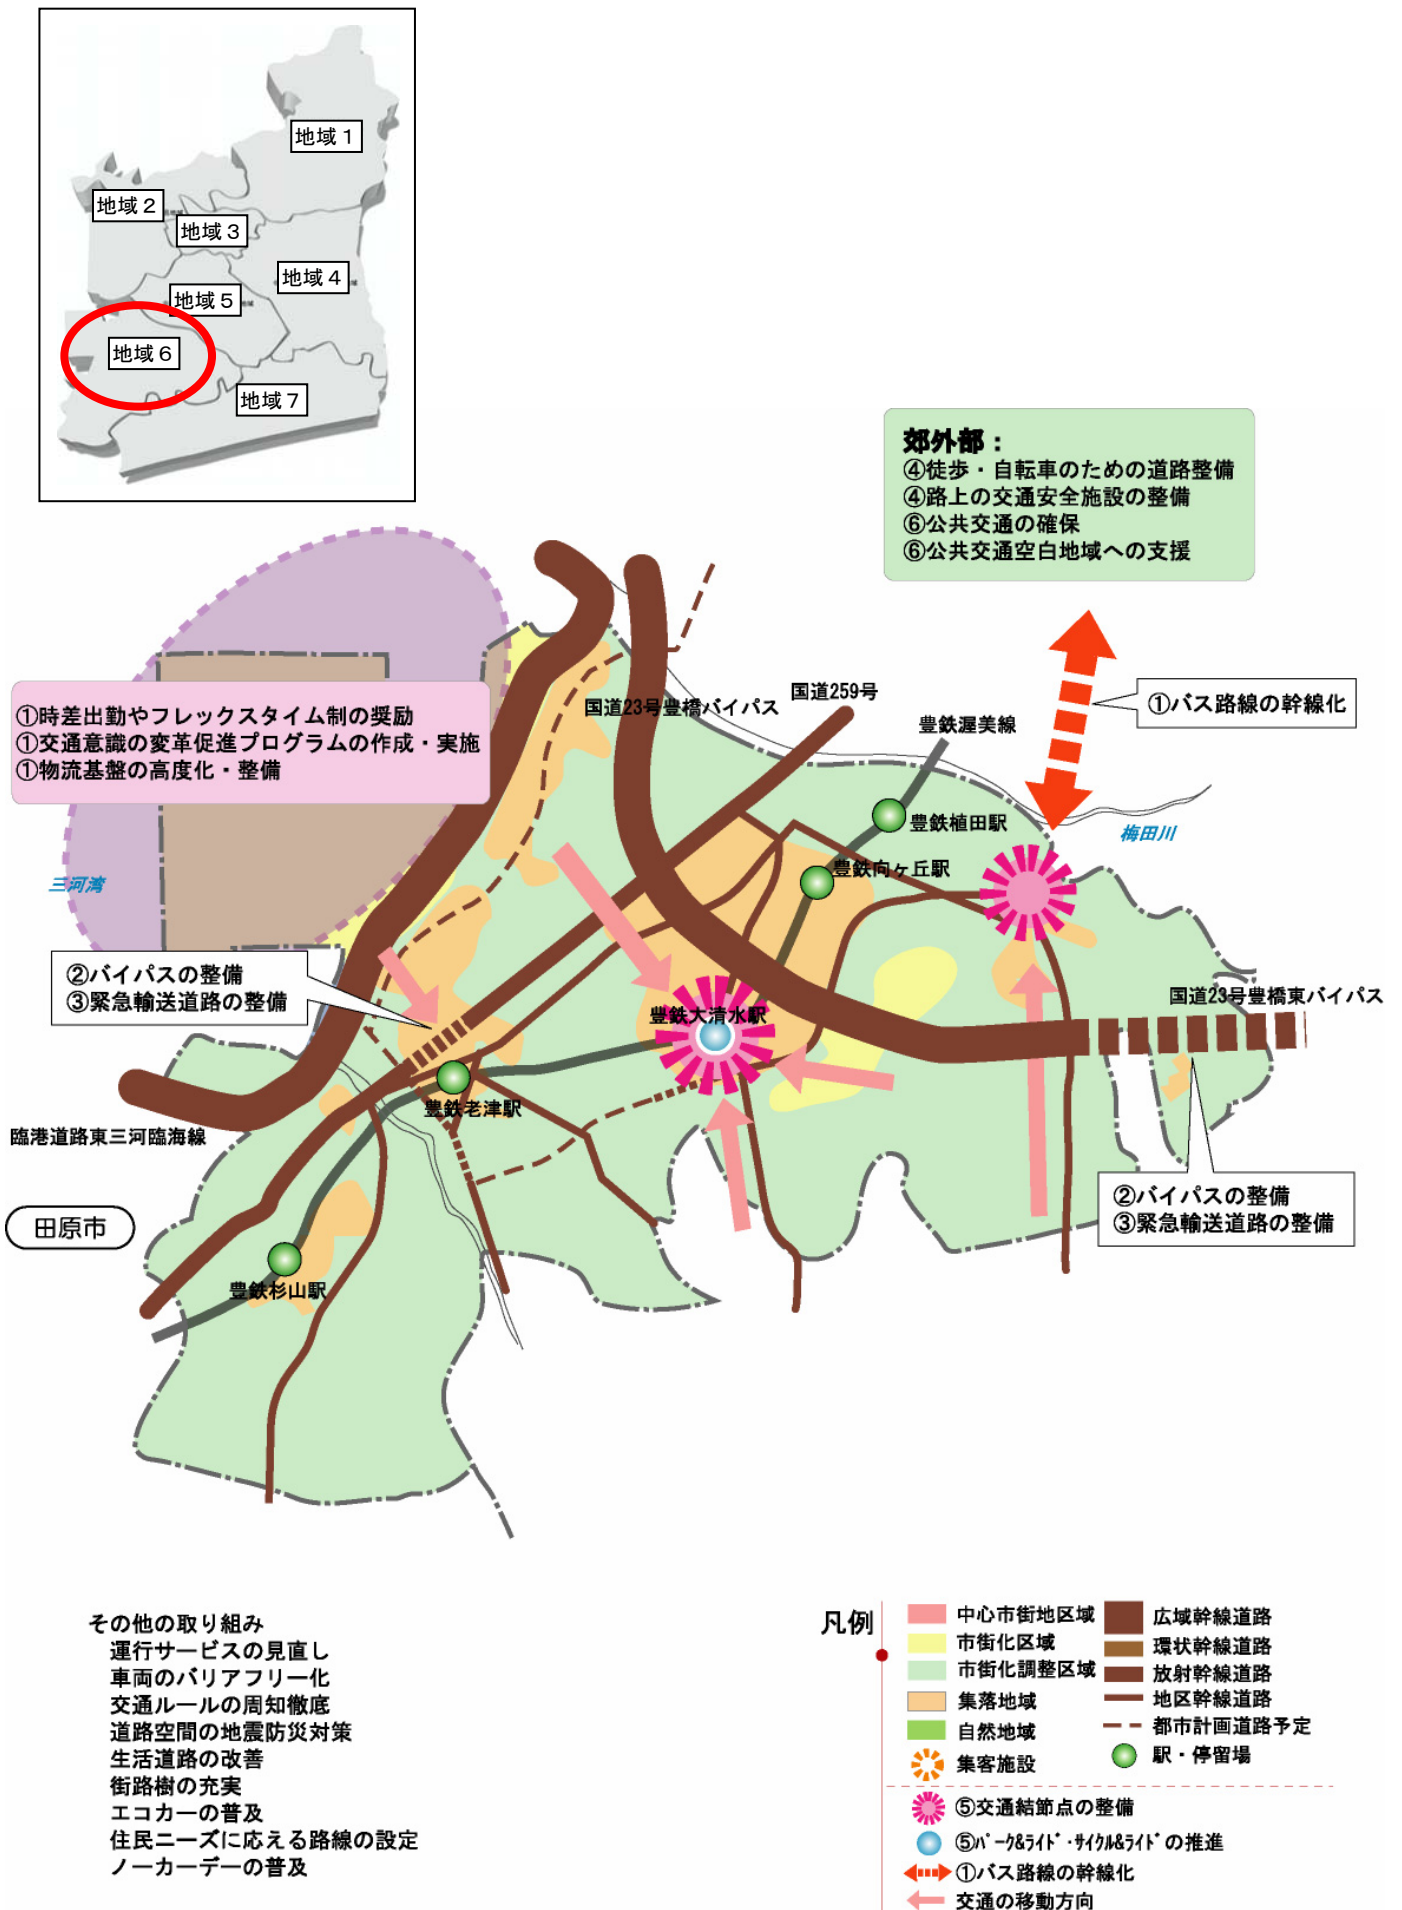 地域１
地域２
地域３
地域４
地域５
地域６
地域７
郊外部：
④徒歩・自転車のための道路整備
④路上の交通安全施設の整備
⑥公共交通の確保
⑥公共交通空白地域への支援
①バス路線の幹線化
①時差出勤やフレックスタイム制の奨励
①交通意識の変革促進プログラムの作成・実施
①物流基盤の高度化・整備
国道23号豊橋バイパス
国道259号
豊鉄渥美線
豊鉄植田駅
梅田川
豊鉄向ヶ丘駅
三河湾
②バイパスの整備
③緊急輸送道路の整備
豊鉄大清水駅
国道23号豊橋東バイパス
豊鉄老津駅
臨港道路東三河臨海線
②バイパスの整備
③緊急輸送道路の整備
田原市
豊鉄杉山駅
その他の取り組み
運行サービスの見直し
車両のバリアフリー化
交通ルールの周知徹底
道路空間の地震防災対策
生活道路の改善
街路樹の充実
エコカーの普及
住民ニーズに応える路線の設定
ノーカーデーの普及
凡例
中心市街地区域
市街化区域
市街化調整区域
集落地域
自然地域
集客施設
広域幹線道路
環状幹線道路
放射幹線道路
地区幹線道路
都市計画道路予定
駅・停留場
⑤交通結節点の整備
⑤ﾊﾟｰｸ&ﾗｲﾄﾞ・ｻｲｸﾙ&ﾗｲﾄﾞの推進
①バス路線の幹線化
交通の移動方向